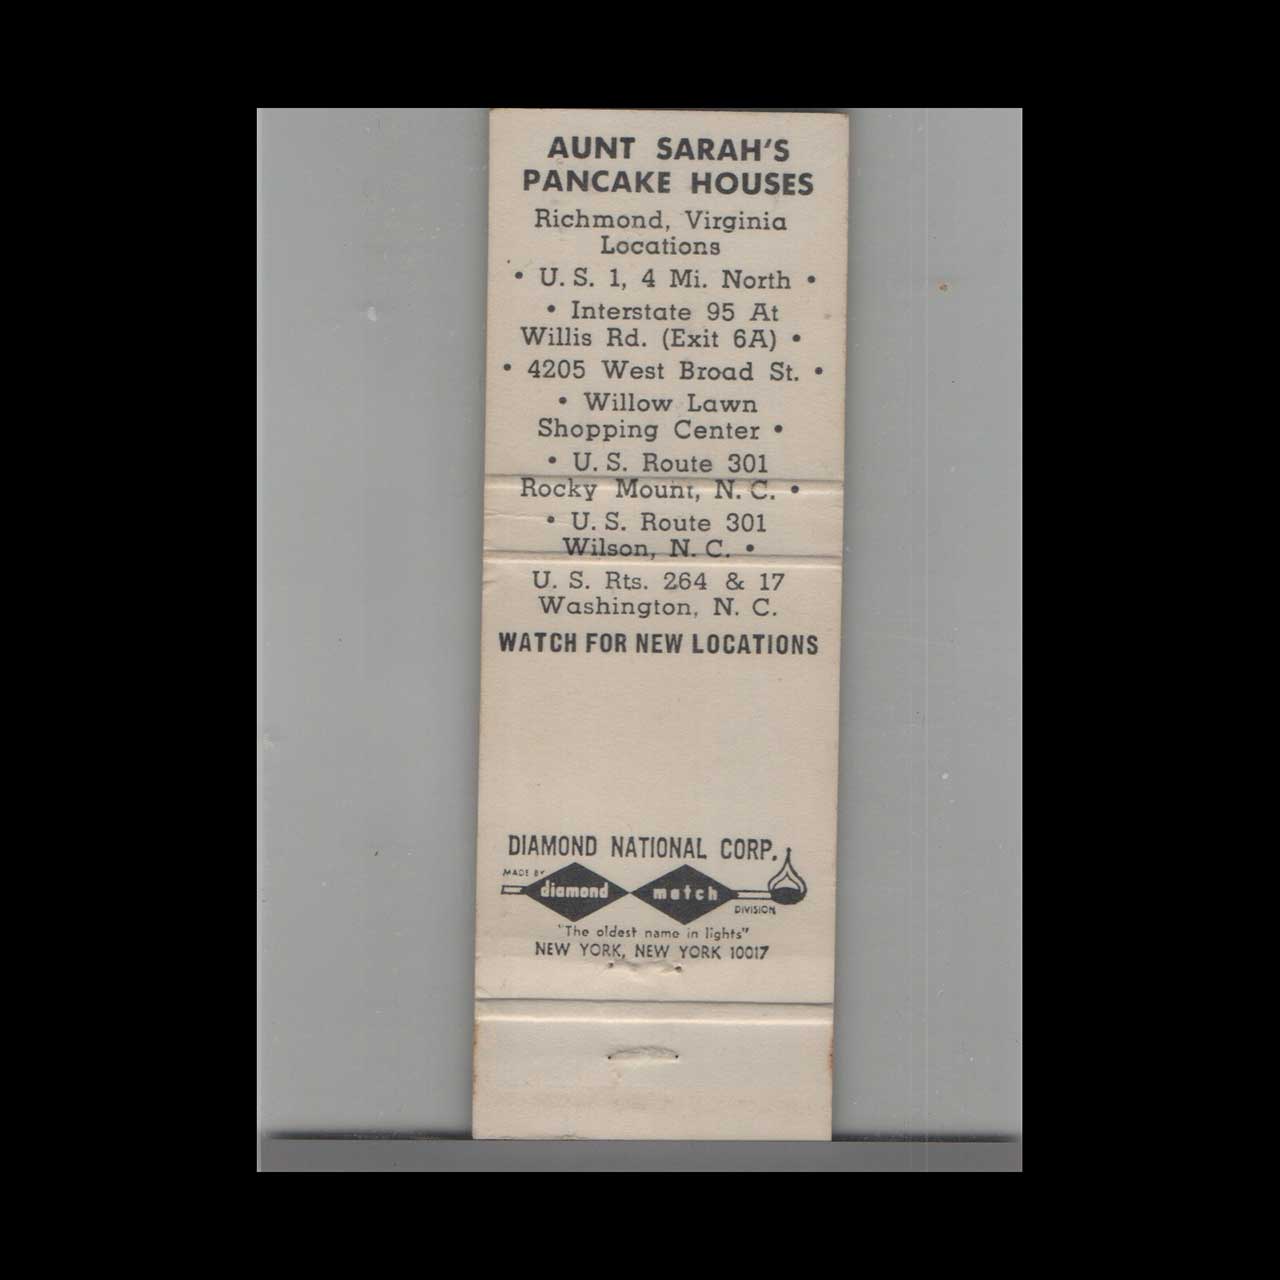 AUNT SARAH'S
PANCAKE HOUSES
Richmond, Virginia
Locations
• U. S. 1, 4 Mi. North •
• Interstate 95 At
Willis Rd. (Exit 6A) •
• 4205 West Broad St. •
• Willow Lawn
Shopping Center •
• U. S. Route 301
Rocky Mount, N. C. •
• U. S. Route 301
Wilson, N. C. •
U. S. Rts. 264 & 17
Washington, N. C.
WATCH FOR NEW LOCATIONS
DIAMOND NATIONAL CORP.
MADE BY
diamond match
DIVISION
"The oldest name in lights"
NEW YORK, NEW YORK 10017